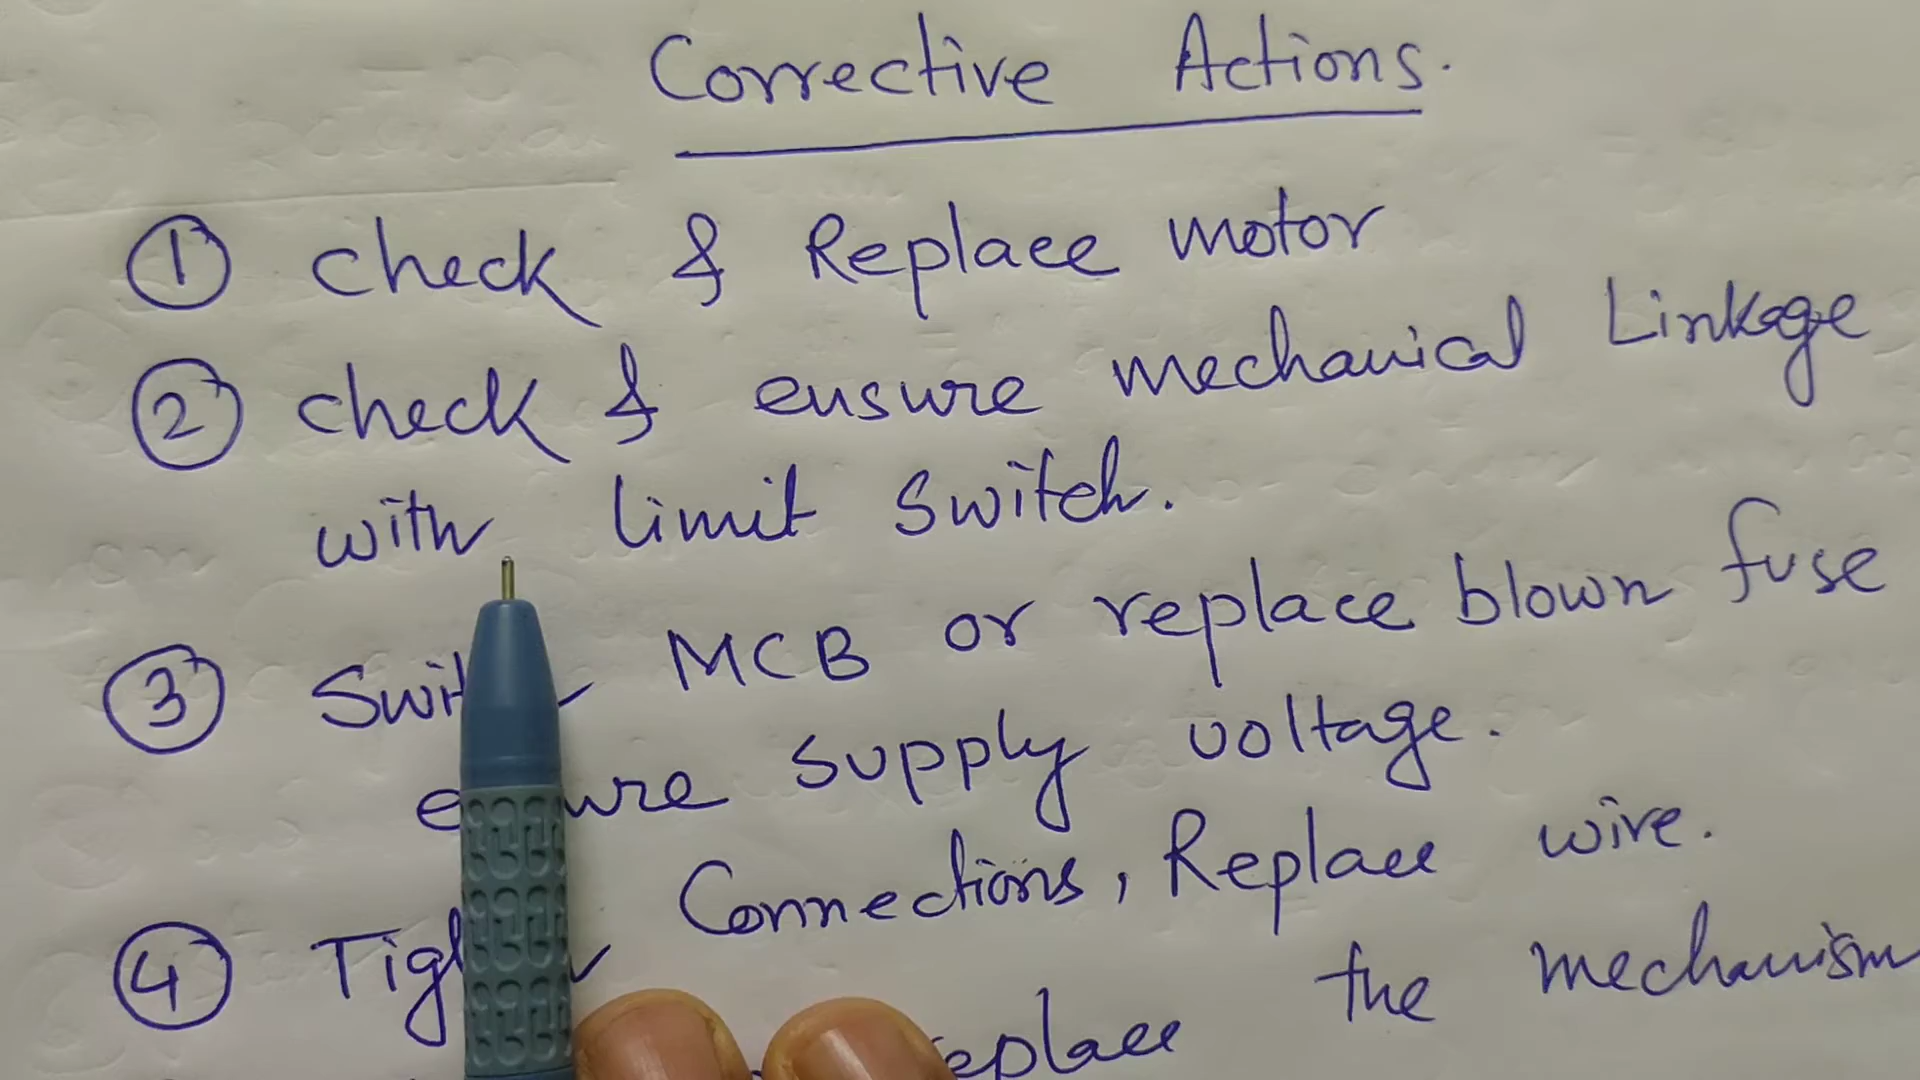 Corrective Actions.
① check & Replace motor
② check & ensure mechanical Linkage
with limit switch.
③ MCB or replace blown fuse
supply voltage.
④ Connections, Replace wire.
the mechanism